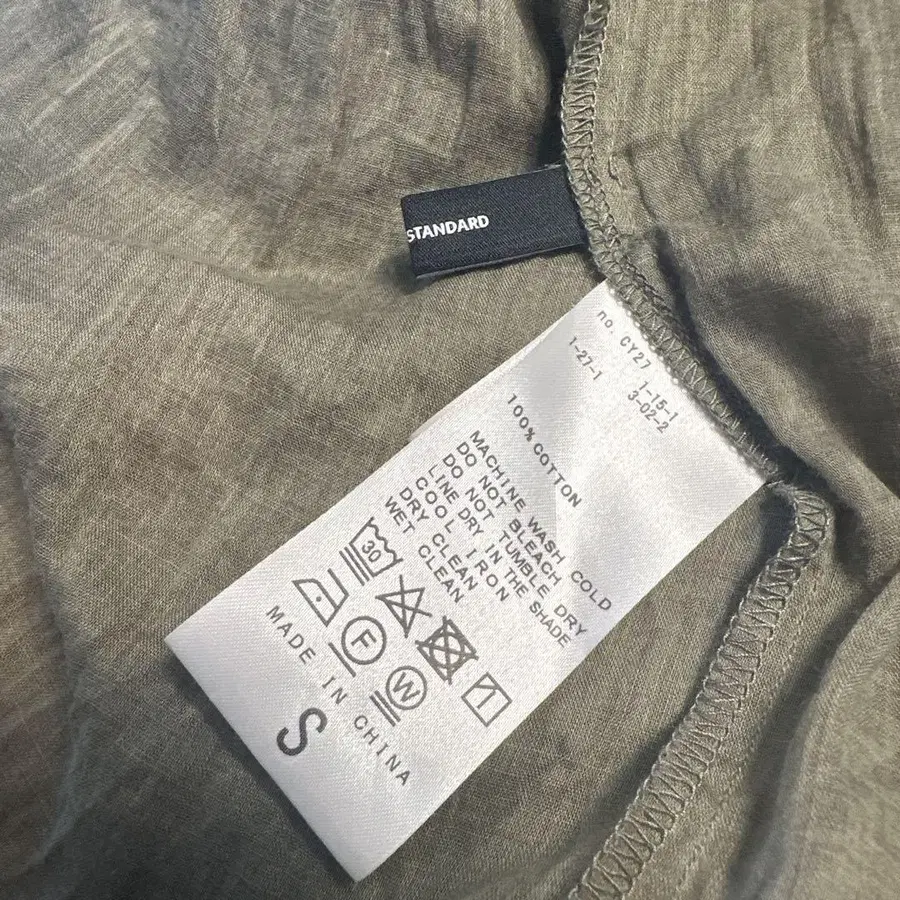 STANDARD
no. CY27
1-27-1
1-15-1
3-02-2
100% COTTON
MACHINE WASH COLD
DO NOT BLEACH
DO NOT TUMBLE DRY
LINE DRY IN THE SHADE
COOL IRON
DRY CLEAN
WET CLEAN
30
F
W
MADE IN CHINA
S